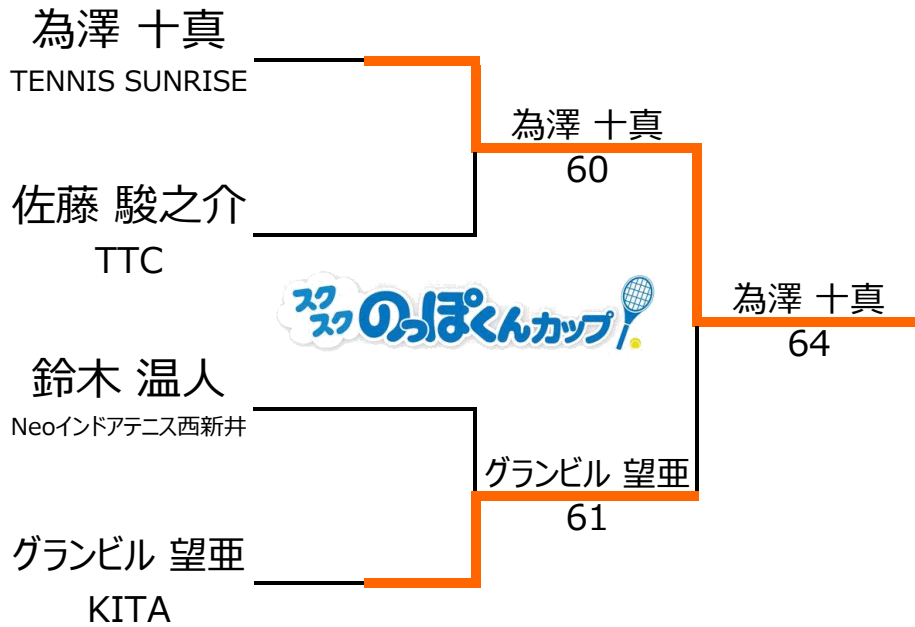 為澤 十真
TENNIS SUNRISE
為澤 十真
60
佐藤 駿之介
TTC
スク
スク のっぽくんカップ
為澤 十真
64
鈴木 温人
Neoインドアテニス西新井
グランビル 望亜
61
グランビル 望亜
KITA